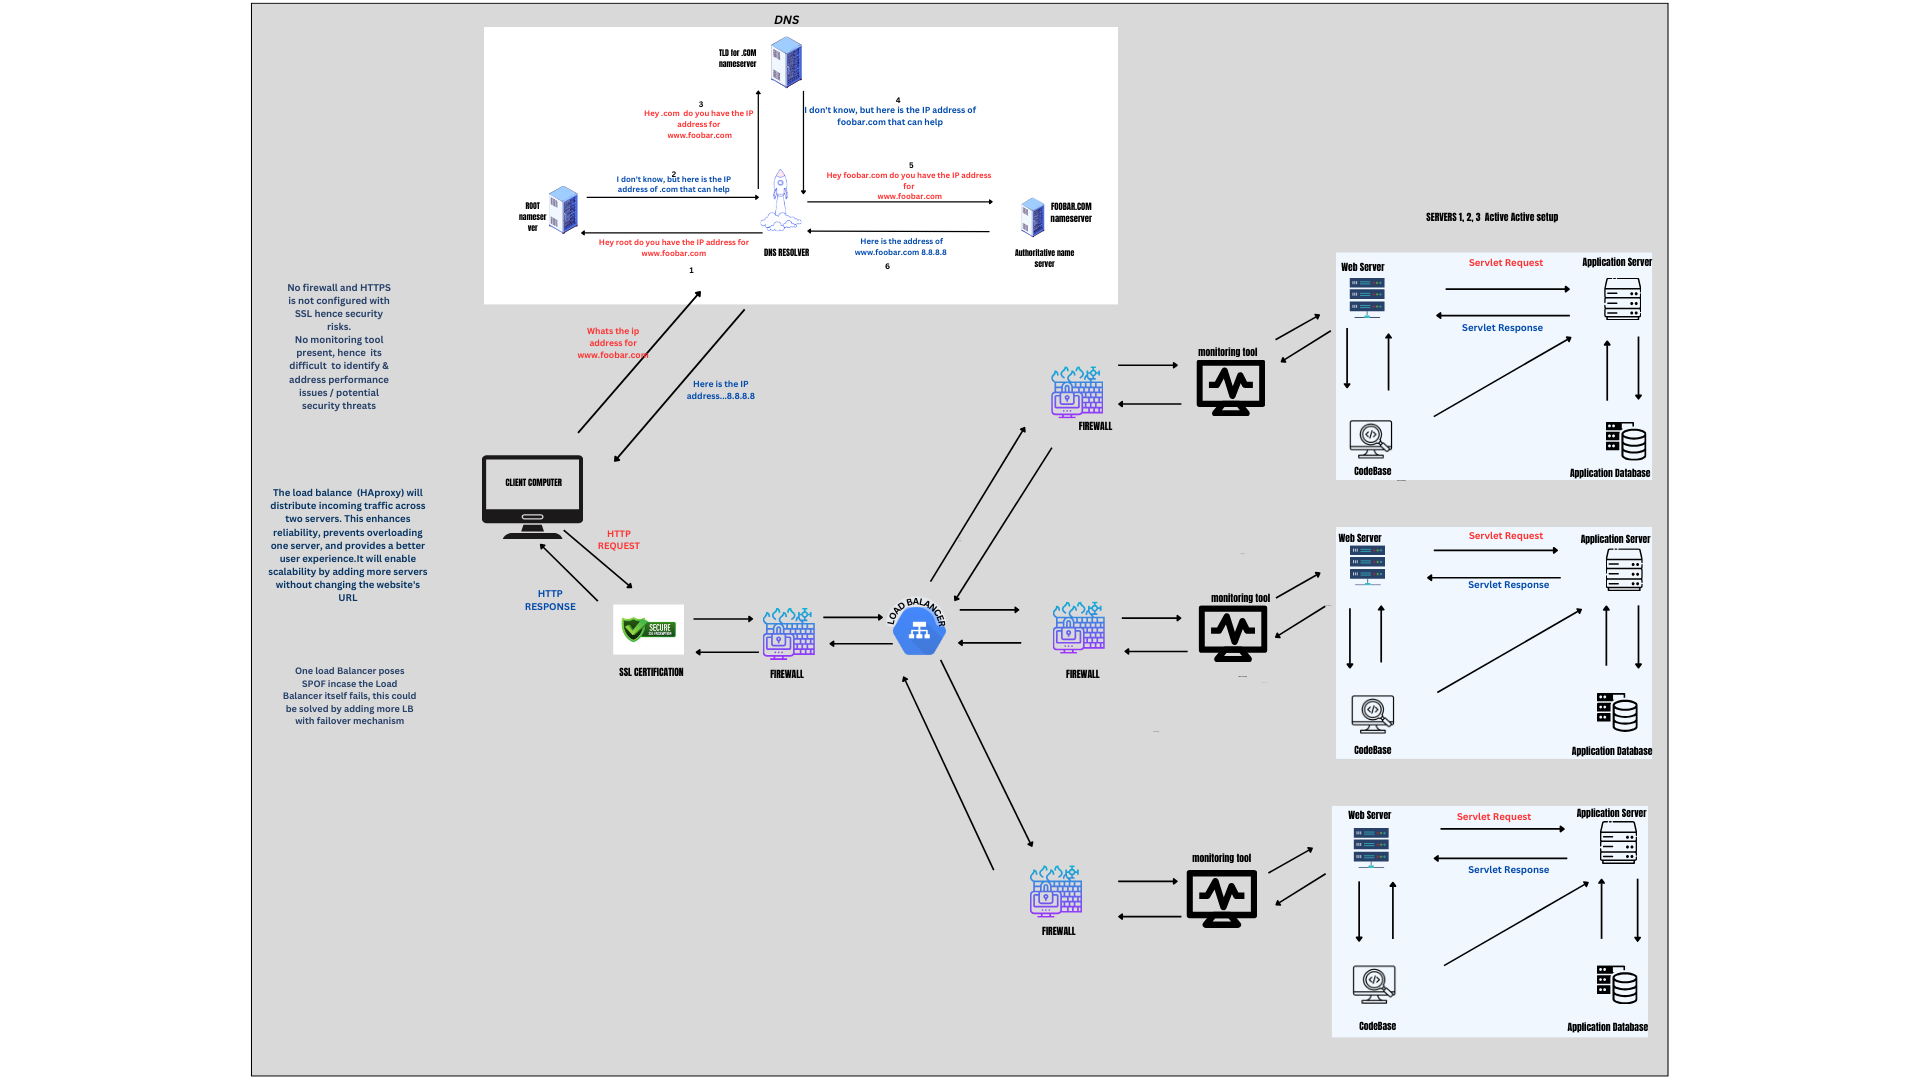 DNS
TLD for .COM
nameserver
3
Hey .com do you have the IP
address for
www.foobar.com
4
I don't know, but here is the IP address of
foobar.com that can help
2
I don't know, but here is the IP
address of .com that can help
5
Hey foobar.com do you have the IP address
for
www.foobar.com
ROOT
nameser
ver
FOOBAR.COM
nameserver
Hey root do you have the IP address for
www.foobar.com
1
DNS RESOLVER
Here is the address of
www.foobar.com 8.8.8.8
6
Authoritative name
server
No firewall and HTTPS
is not configured with
SSL hence security
risks.
No monitoring tool
present, hence its
difficult to identify &
address performance
issues / potential
security threats
The load balance (HAproxy) will
distribute incoming traffic across
two servers. This enhances
reliability, prevents overloading
one server, and provides a better
user experience.It will enable
scalability by adding more servers
without changing the website's
URL
One load Balancer poses
SPOF incase the Load
Balancer itself fails, this could
be solved by adding more LB
with failover mechanism
Whats the ip
address for
www.foobar.com
Here is the IP
address...8.8.8.8
CLIENT COMPUTER
HTTP
REQUEST
HTTP
RESPONSE
SECURE
SSL CERTIFICATION
FIREWALL
LOAD BALANCER
FIREWALL
monitoring tool
FIREWALL
monitoring tool
FIREWALL
monitoring tool
SERVERS 1, 2, 3 Active Active setup
Web Server
Servlet Request
Application Server
Servlet Response
CodeBase
Application Database
Web Server
Servlet Request
Application Server
Servlet Response
CodeBase
Application Database
Web Server
Servlet Request
Application Server
Servlet Response
CodeBase
Application Database